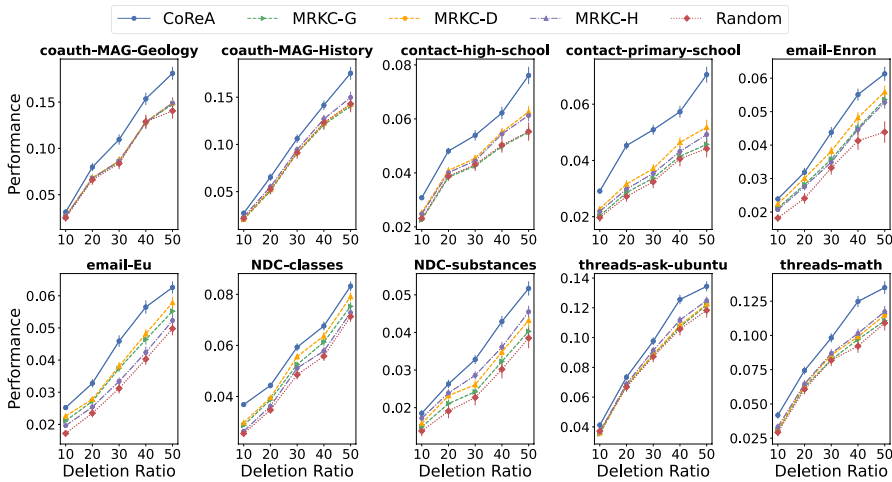 CoReA MRKC-G MRKC-D MRKC-H Random
coauth-MAG-Geology coauth-MAG-History contact-high-school contact-primary-school email-Enron
Performance
0.05 0.10 0.15
10 20 30 40 50
0.05 0.10 0.15
10 20 30 40 50
0.02 0.04 0.06 0.08
10 20 30 40 50
0.02 0.04 0.06
10 20 30 40 50
0.01 0.02 0.03 0.04 0.05 0.06
10 20 30 40 50
email-Eu NDC-classes NDC-substances threads-ask-ubuntu threads-math
Performance
0.02 0.03 0.04 0.05 0.06
10 20 30 40 50
Deletion Ratio
0.04 0.06 0.08
10 20 30 40 50
Deletion Ratio
0.02 0.03 0.04 0.05
10 20 30 40 50
Deletion Ratio
0.04 0.06 0.08 0.10 0.12 0.14
10 20 30 40 50
Deletion Ratio
0.025 0.050 0.075 0.100 0.125
10 20 30 40 50
Deletion Ratio